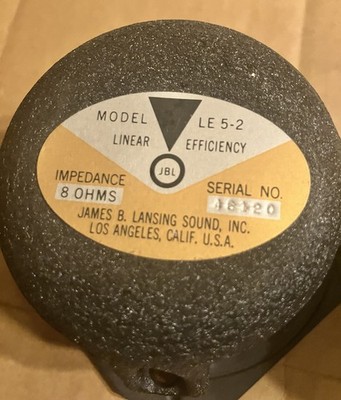 MODEL LE 5-2
LINEAR EFFICIENCY
JBL
IMPEDANCE
8 OHMS
SERIAL NO.
JAMES B. LANSING SOUND, INC.
LOS ANGELES, CALIF. U.S.A.